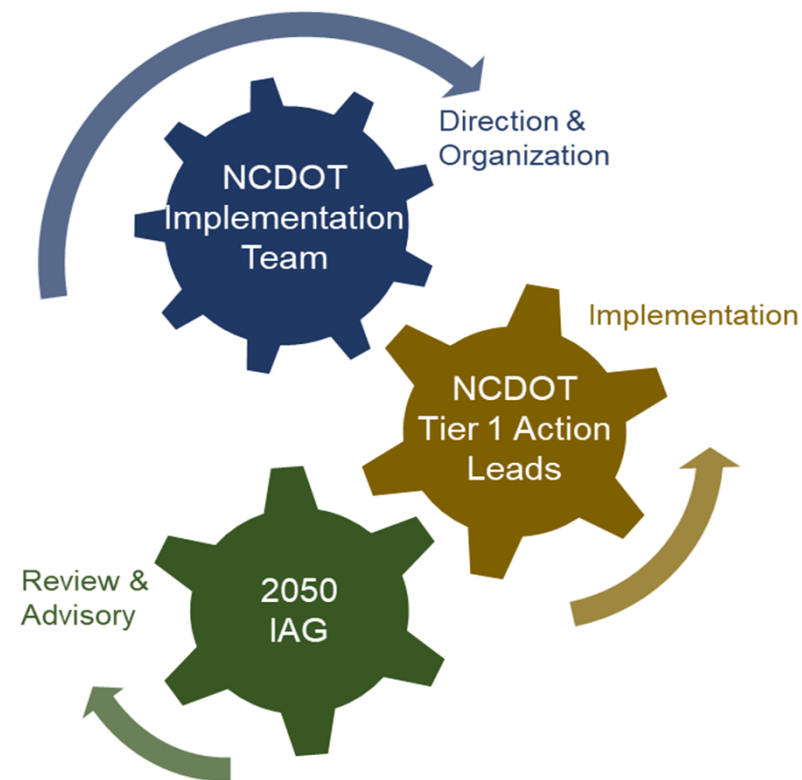 Direction &
Organization
NCDOT
Implementation
Team
Implementation
NCDOT
Tier 1 Action
Leads
Review &
Advisory
2050
IAG